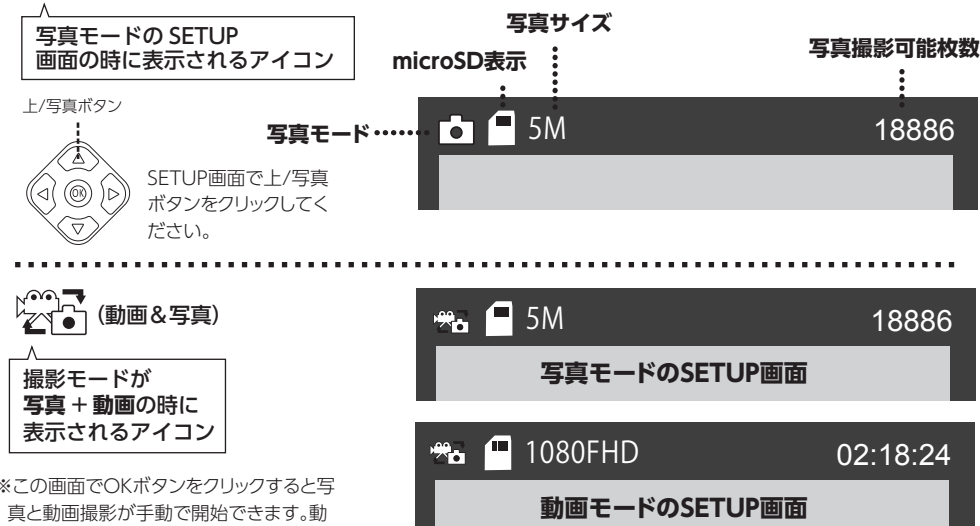 写真モードの SETUP
画面の時に表示されるアイコン
写真サイズ
microSD表示
写真撮影可能枚数
上/写真ボタン
写真モード
5M
18886
OK
SETUP画面で上/写真
ボタンをクリックしてく
ださい。
(動画&写真)
撮影モードが
写真 + 動画の時に
表示されるアイコン
5M
18886
写真モードのSETUP画面
1080FHD
02:18:24
動画モードのSETUP画面
※この画面でOKボタンをクリックすると写
真と動画撮影が手動で開始できます。動